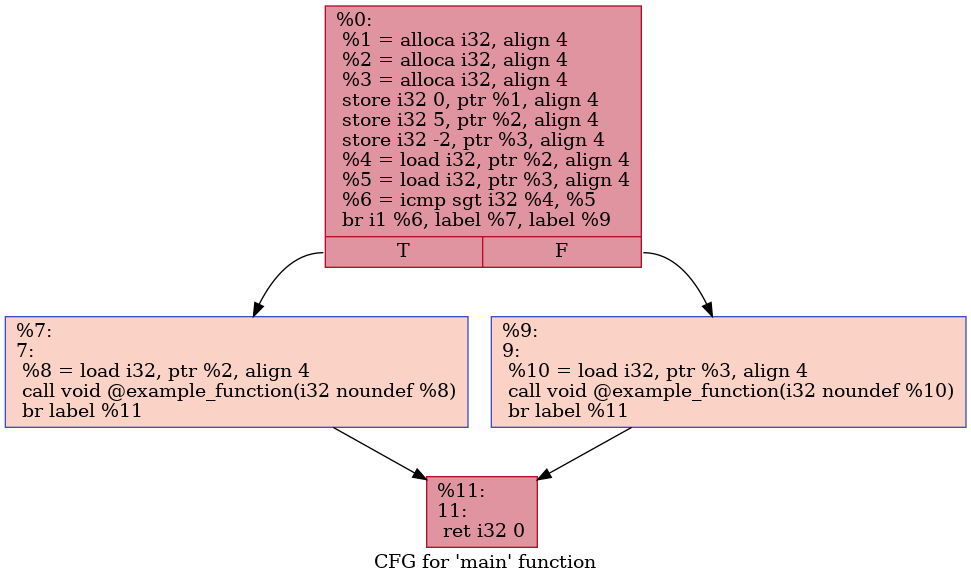 %0:
%1 = alloca i32, align 4
%2 = alloca i32, align 4
%3 = alloca i32, align 4
store i32 0, ptr %1, align 4
store i32 5, ptr %2, align 4
store i32 -2, ptr %3, align 4
%4 = load i32, ptr %2, align 4
%5 = load i32, ptr %3, align 4
%6 = icmp sgt i32 %4, %5
br i1 %6, label %7, label %9
T F
%7:
7:
%8 = load i32, ptr %2, align 4
call void @example_function(i32 noundef %8)
br label %11
%9:
9:
%10 = load i32, ptr %3, align 4
call void @example_function(i32 noundef %10)
br label %11
%11:
11:
ret i32 0
CFG for 'main' function